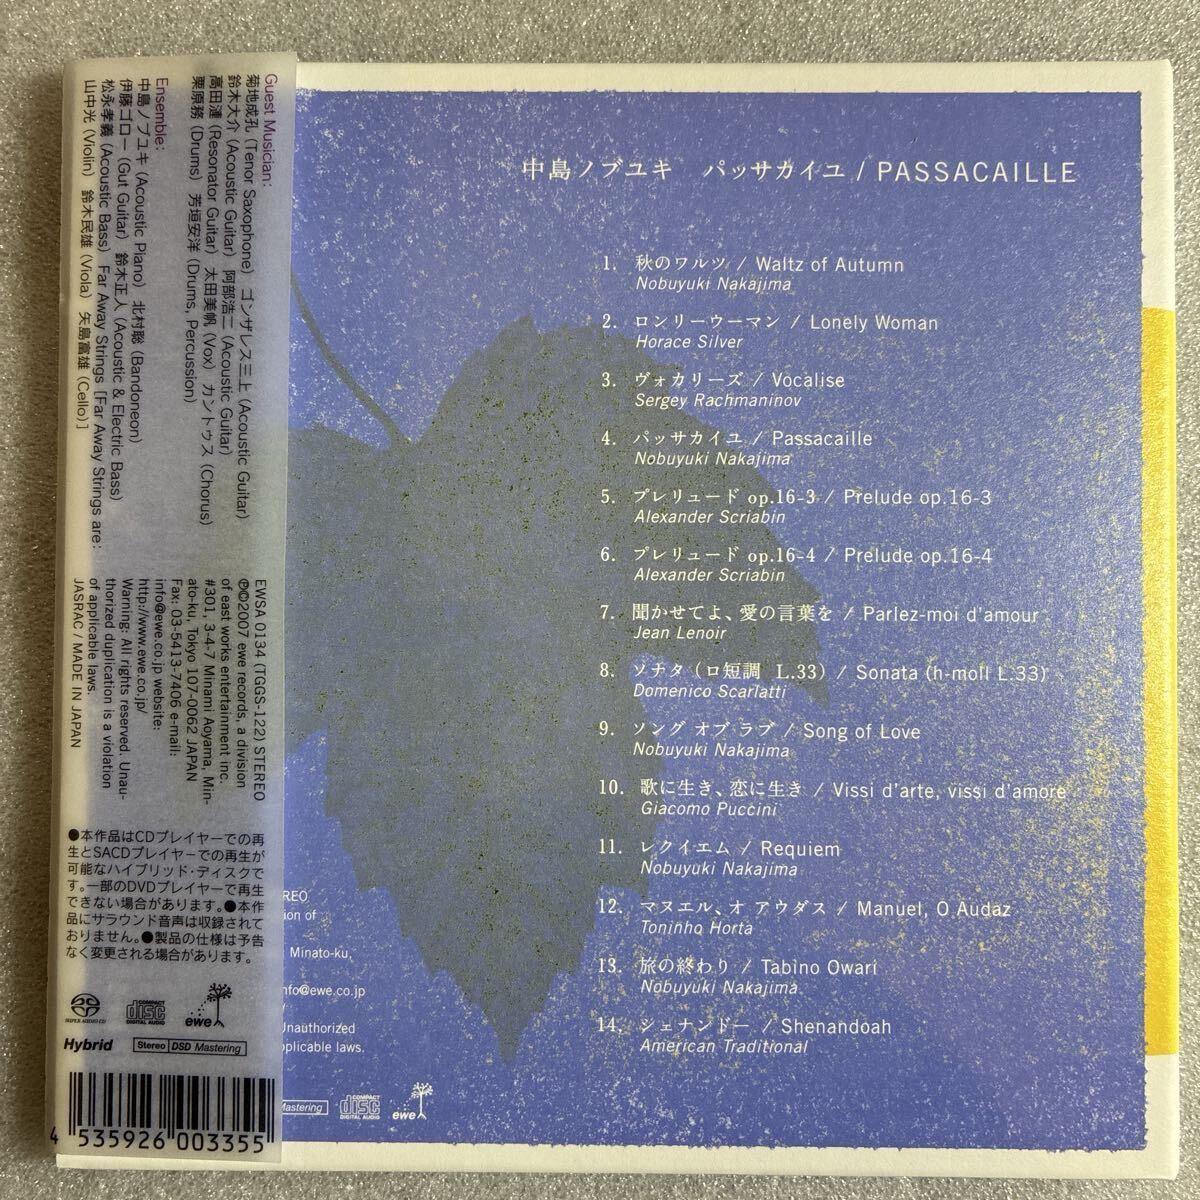 中島ノブユキ パッサカイユ / PASSACAILLE
1. 秋のワルツ / Waltz of Autumn
Nobuyuki Nakajima
2. ロンリーウーマン / Lonely Woman
Horace Silver
3. ヴォカリーズ / Vocalise
Sergey Rachmaninov
4. パッサカイユ / Passacaille
Nobuyuki Nakajima
5. プレリュード op.16-3 / Prelude op.16-3
Alexander Scriabin
6. プレリュード op.16-4 / Prelude op.16-4
Alexander Scriabin
7. 聞かせてよ、愛の言葉を / Parlez-moi d'amour
Jean Lenoir
8. ソナタ（ロ短調 L.33）/ Sonata (h-moll L.33)
Domenico Scarlatti
9. ソング オブ ラブ / Song of Love
Nobuyuki Nakajima
10. 歌に生き、恋に生き / Vissi d'arte, vissi d'amore
Giacomo Puccini
11. レクイエム / Requiem
Nobuyuki Nakajima
12. マヌエル、オ アウダス / Manuel, O Audaz
Toninho Horta
13. 旅の終わり / Tabino Owari
Nobuyuki Nakajima
14. シェナンドー / Shenandoah
American Traditional
Guest Musician:
菊地成孔 (Tenor Saxophone) ゴンザレス三上 (Acoustic Guitar)
鈴木大介 (Acoustic Guitar) 阿部浩二 (Acoustic Guitar)
高田漣 (Resonator Guitar) 太田美帆 (Vox) カントゥス (Chorus)
栗原務 (Drums) 芳垣安洋 (Drums, Percussion)
Ensemble:
中島ノブユキ (Acoustic Piano) 北村聡 (Bandoneon)
伊藤ゴロー (Gut Guitar) 鈴木正人 (Acoustic & Electric Bass)
松永孝義 (Acoustic Bass) Far Away Strings [Far Away Strings are:
山中光 (Violin) 鈴木民雄 (Viola) 矢島富雄 (Cello)]
EWSA 0134 (TGGS-122) STEREO
℗©2007 ewe records, a division
of east works entertainment inc.
#301, 3-4-7 Minami Aoyama, Min-
ato-ku, Tokyo 107-0062 JAPAN
Fax: 03-5413-7406 e-mail:
info@ewe.co.jp website:
http://www.ewe.co.jp/
Warning: All rights reserved. Unau-
thorized duplication is a violation
of applicable laws.
JASRAC / MADE IN JAPAN
●本作品はCDプレイヤーでの再
生とSACDプレイヤーでの再生が
可能なハイブリッド・ディスクで
す。一部のDVDプレイヤーで再生
できない場合があります。●本作
品にサラウンド音声は収録されて
おりません。●製品の仕様は予告
なく変更される場合があります。
SUPER AUDIO CD
COMPACT
disc
DIGITAL AUDIO
ewe
Hybrid
Stereo DSD Mastering
4 535926 003355
REO
ion of
Minato-ku,
nfo@ewe.co.jp
Unauthorized
pplicable laws.
Mastering
COMPACT
disc
DIGITAL AUDIO
ewe